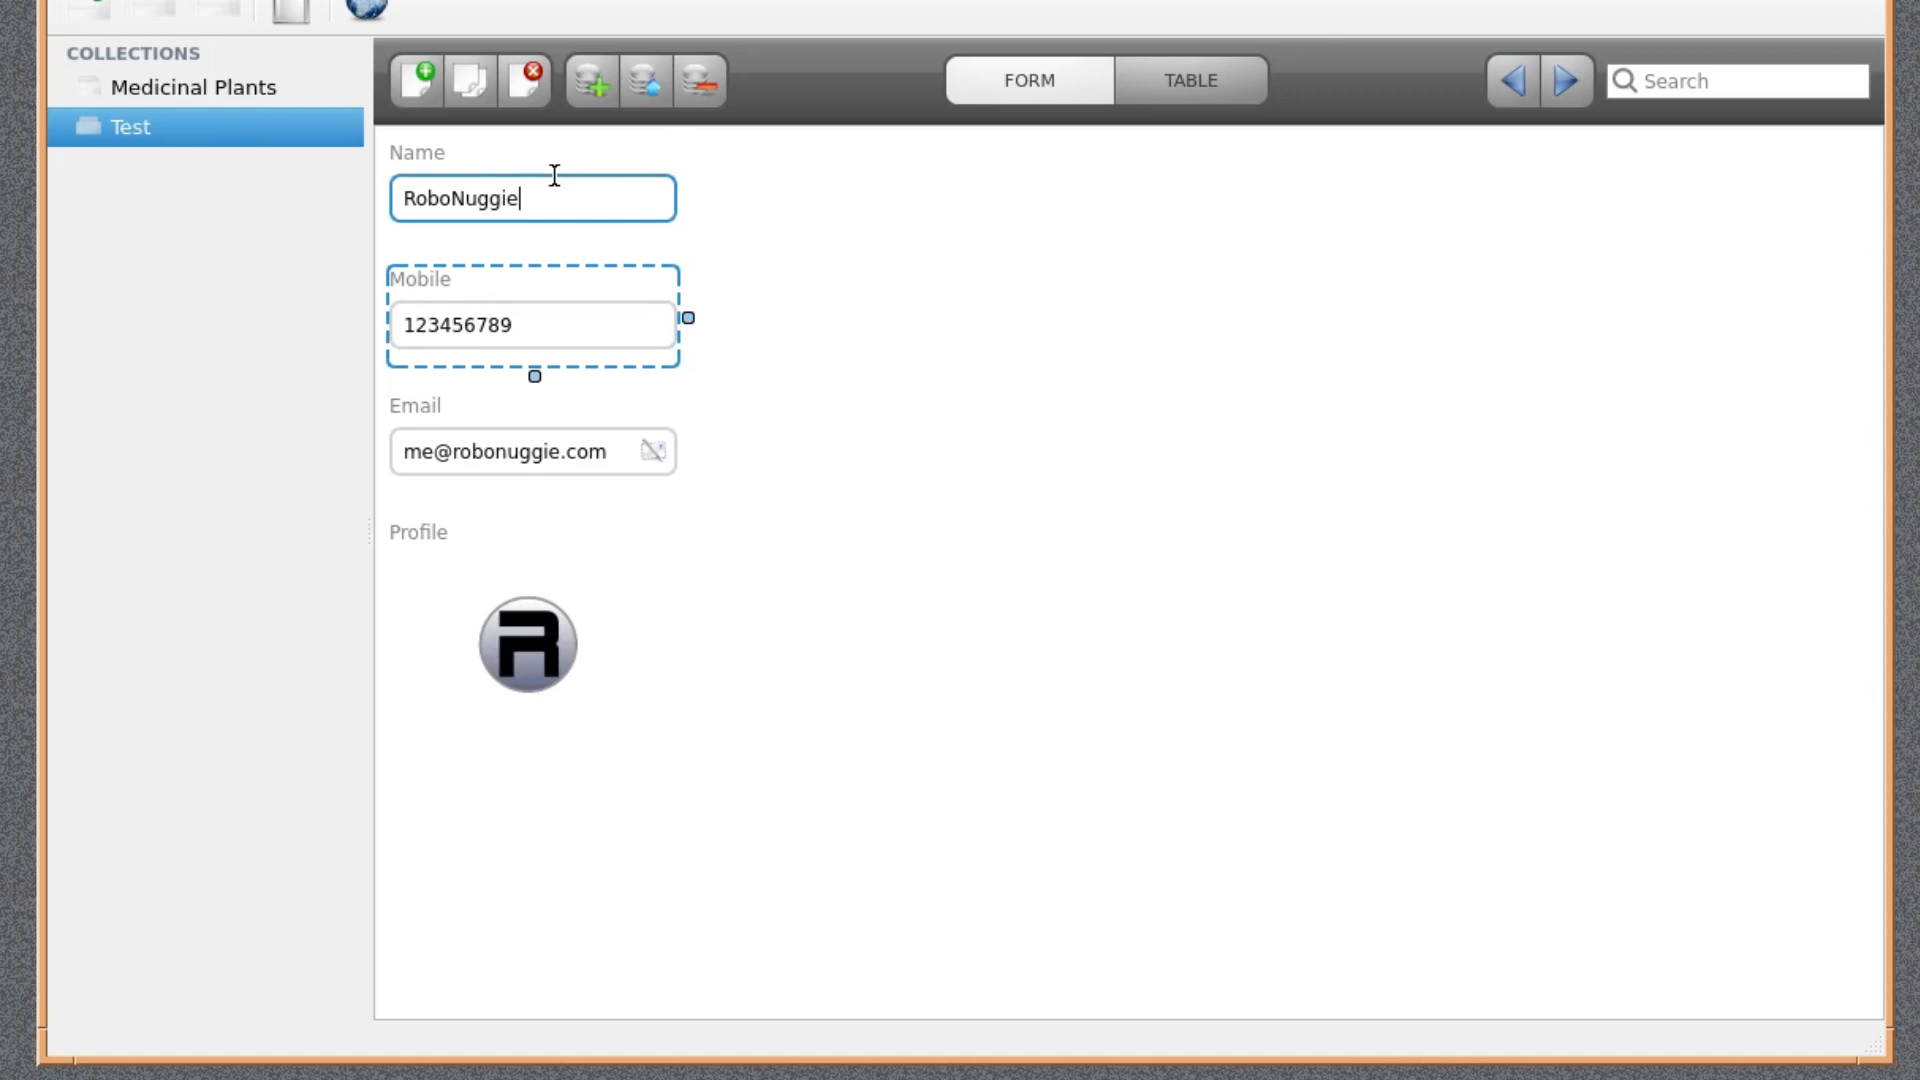 COLLECTIONS
Medicinal Plants
Test
FORM
TABLE
Search
Name
RoboNuggie
Mobile
123456789
Email
me@robonuggie.com
Profile
R